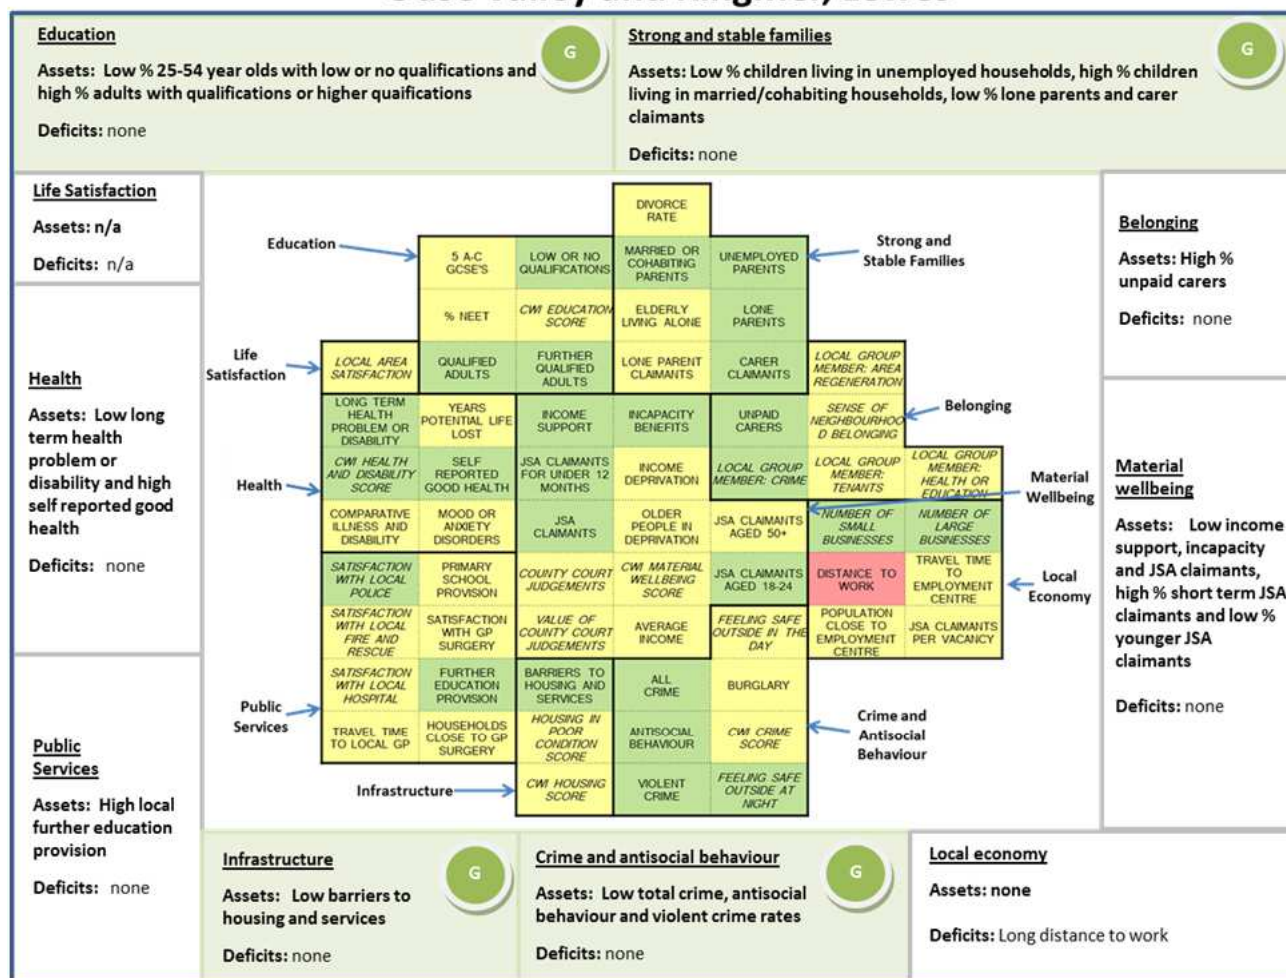 Education
Assets: Low % 25-54 year olds with low or no qualifications and
high % adults with qualifications or higher quaifications
Deficits: none
G
Strong and stable families
Assets: Low % children living in unemployed households, high % children
living in married/cohabiting households, low % lone parents and carer
claimants
Deficits: none
G
Life Satisfaction
Assets: n/a
Deficits: n/a
Health
Assets: Low long
term health
problem or
disability and high
self reported good
health
Deficits: none
Public
Services
Assets: High local
further education
provision
Deficits: none
Education
Strong and
Stable Families
Life
Satisfaction
Belonging
Health
Material
Wellbeing
Local
Economy
Public
Services
Crime and
Antisocial
Behaviour
Infrastructure
DIVORCE
RATE
5 A-C
GCSE'S
LOW OR NO
QUALIFICATIONS
MARRIED OR
COHABITING
PARENTS
UNEMPLOYED
PARENTS
% NEET
CWI EDUCATION
SCORE
ELDERLY
LIVING ALONE
LONE
PARENTS
LOCAL AREA
SATISFACTION
QUALIFIED
ADULTS
FURTHER
QUALIFIED
ADULTS
LONE PARENT
CLAIMANTS
CARER
CLAIMANTS
LOCAL GROUP
MEMBER: AREA
REGENERATION
LONG TERM
HEALTH
PROBLEM OR
DISABILITY
YEARS
POTENTIAL LIFE
LOST
INCOME
SUPPORT
INCAPACITY
BENEFITS
UNPAID
CARERS
SENSE OF
NEIGHBOURHOO
D BELONGING
CWI HEALTH
AND DISABILITY
SCORE
SELF
REPORTED
GOOD HEALTH
JSA CLAIMANTS
FOR UNDER 12
MONTHS
INCOME
DEPRIVATION
LOCAL GROUP
MEMBER: CRIME
LOCAL GROUP
MEMBER:
TENANTS
LOCAL GROUP
MEMBER:
HEALTH OR
EDUCATION
COMPARATIVE
ILLNESS AND
DISABILITY
MOOD OR
ANXIETY
DISORDERS
JSA
CLAIMANTS
OLDER
PEOPLE IN
DEPRIVATION
JSA CLAIMANTS
AGED 50+
NUMBER OF
SMALL
BUSINESSES
NUMBER OF
LARGE
BUSINESSES
SATISFACTION
WITH LOCAL
POLICE
PRIMARY
SCHOOL
PROVISION
COUNTY COURT
JUDGEMENTS
CWI MATERIAL
WELLBEING
SCORE
JSA CLAIMANTS
AGED 18-24
DISTANCE TO
WORK
TRAVEL TIME
TO
EMPLOYMENT
CENTRE
SATISFACTION
WITH LOCAL
FIRE AND
RESCUE
SATISFACTION
WITH GP
SURGERY
VALUE OF
COUNTY COURT
JUDGEMENTS
AVERAGE
INCOME
FEELING SAFE
OUTSIDE IN THE
DAY
POPULATION
CLOSE TO
EMPLOYMENT
CENTRE
JSA CLAIMANTS
PER VACANCY
SATISFACTION
WITH LOCAL
HOSPITAL
FURTHER
EDUCATION
PROVISION
BARRIERS TO
HOUSING AND
SERVICES
ALL
CRIME
BURGLARY
TRAVEL TIME
TO LOCAL GP
HOUSEHOLDS
CLOSE TO GP
SURGERY
HOUSING IN
POOR
CONDITION
SCORE
ANTISOCIAL
BEHAVIOUR
CWI CRIME
SCORE
CWI HOUSING
SCORE
VIOLENT
CRIME
FEELING SAFE
OUTSIDE AT
NIGHT
Belonging
Assets: High %
unpaid carers
Deficits: none
Material
wellbeing
Assets: Low income
support, incapacity
and JSA claimants,
high % short term JSA
claimants and low %
younger JSA
claimants
Deficits: none
Infrastructure
Assets: Low barriers to
housing and services
Deficits: none
G
Crime and antisocial behaviour
Assets: Low total crime, antisocial
behaviour and violent crime rates
Deficits: none
G
Local economy
Assets: none
Deficits: Long distance to work